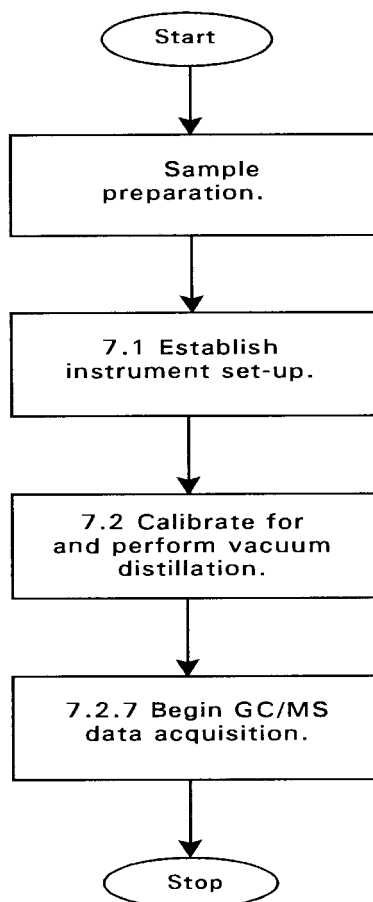 Start
Sample
preparation.
7.1 Establish
instrument set-up.
7.2 Calibrate for
and perform vacuum
distillation.
7.2.7 Begin GC/MS
data acquisition.
Stop